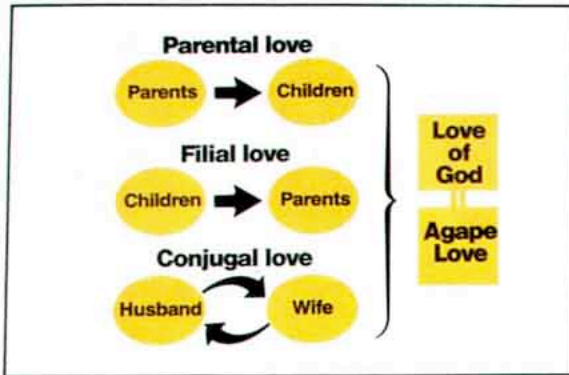 Parental love
Parents
Children
Filial love
Children
Parents
Conjugal love
Husband
Wife
Love
of
God
Agape
Love